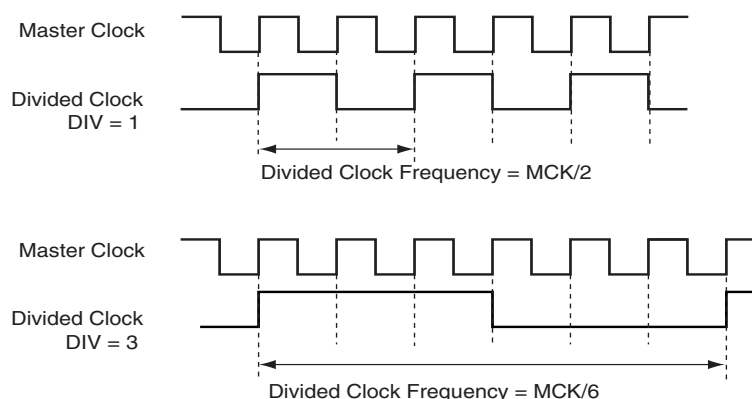 Master Clock
Divided Clock
DIV = 1
Divided Clock Frequency = MCK/2
Master Clock
Divided Clock
DIV = 3
Divided Clock Frequency = MCK/6